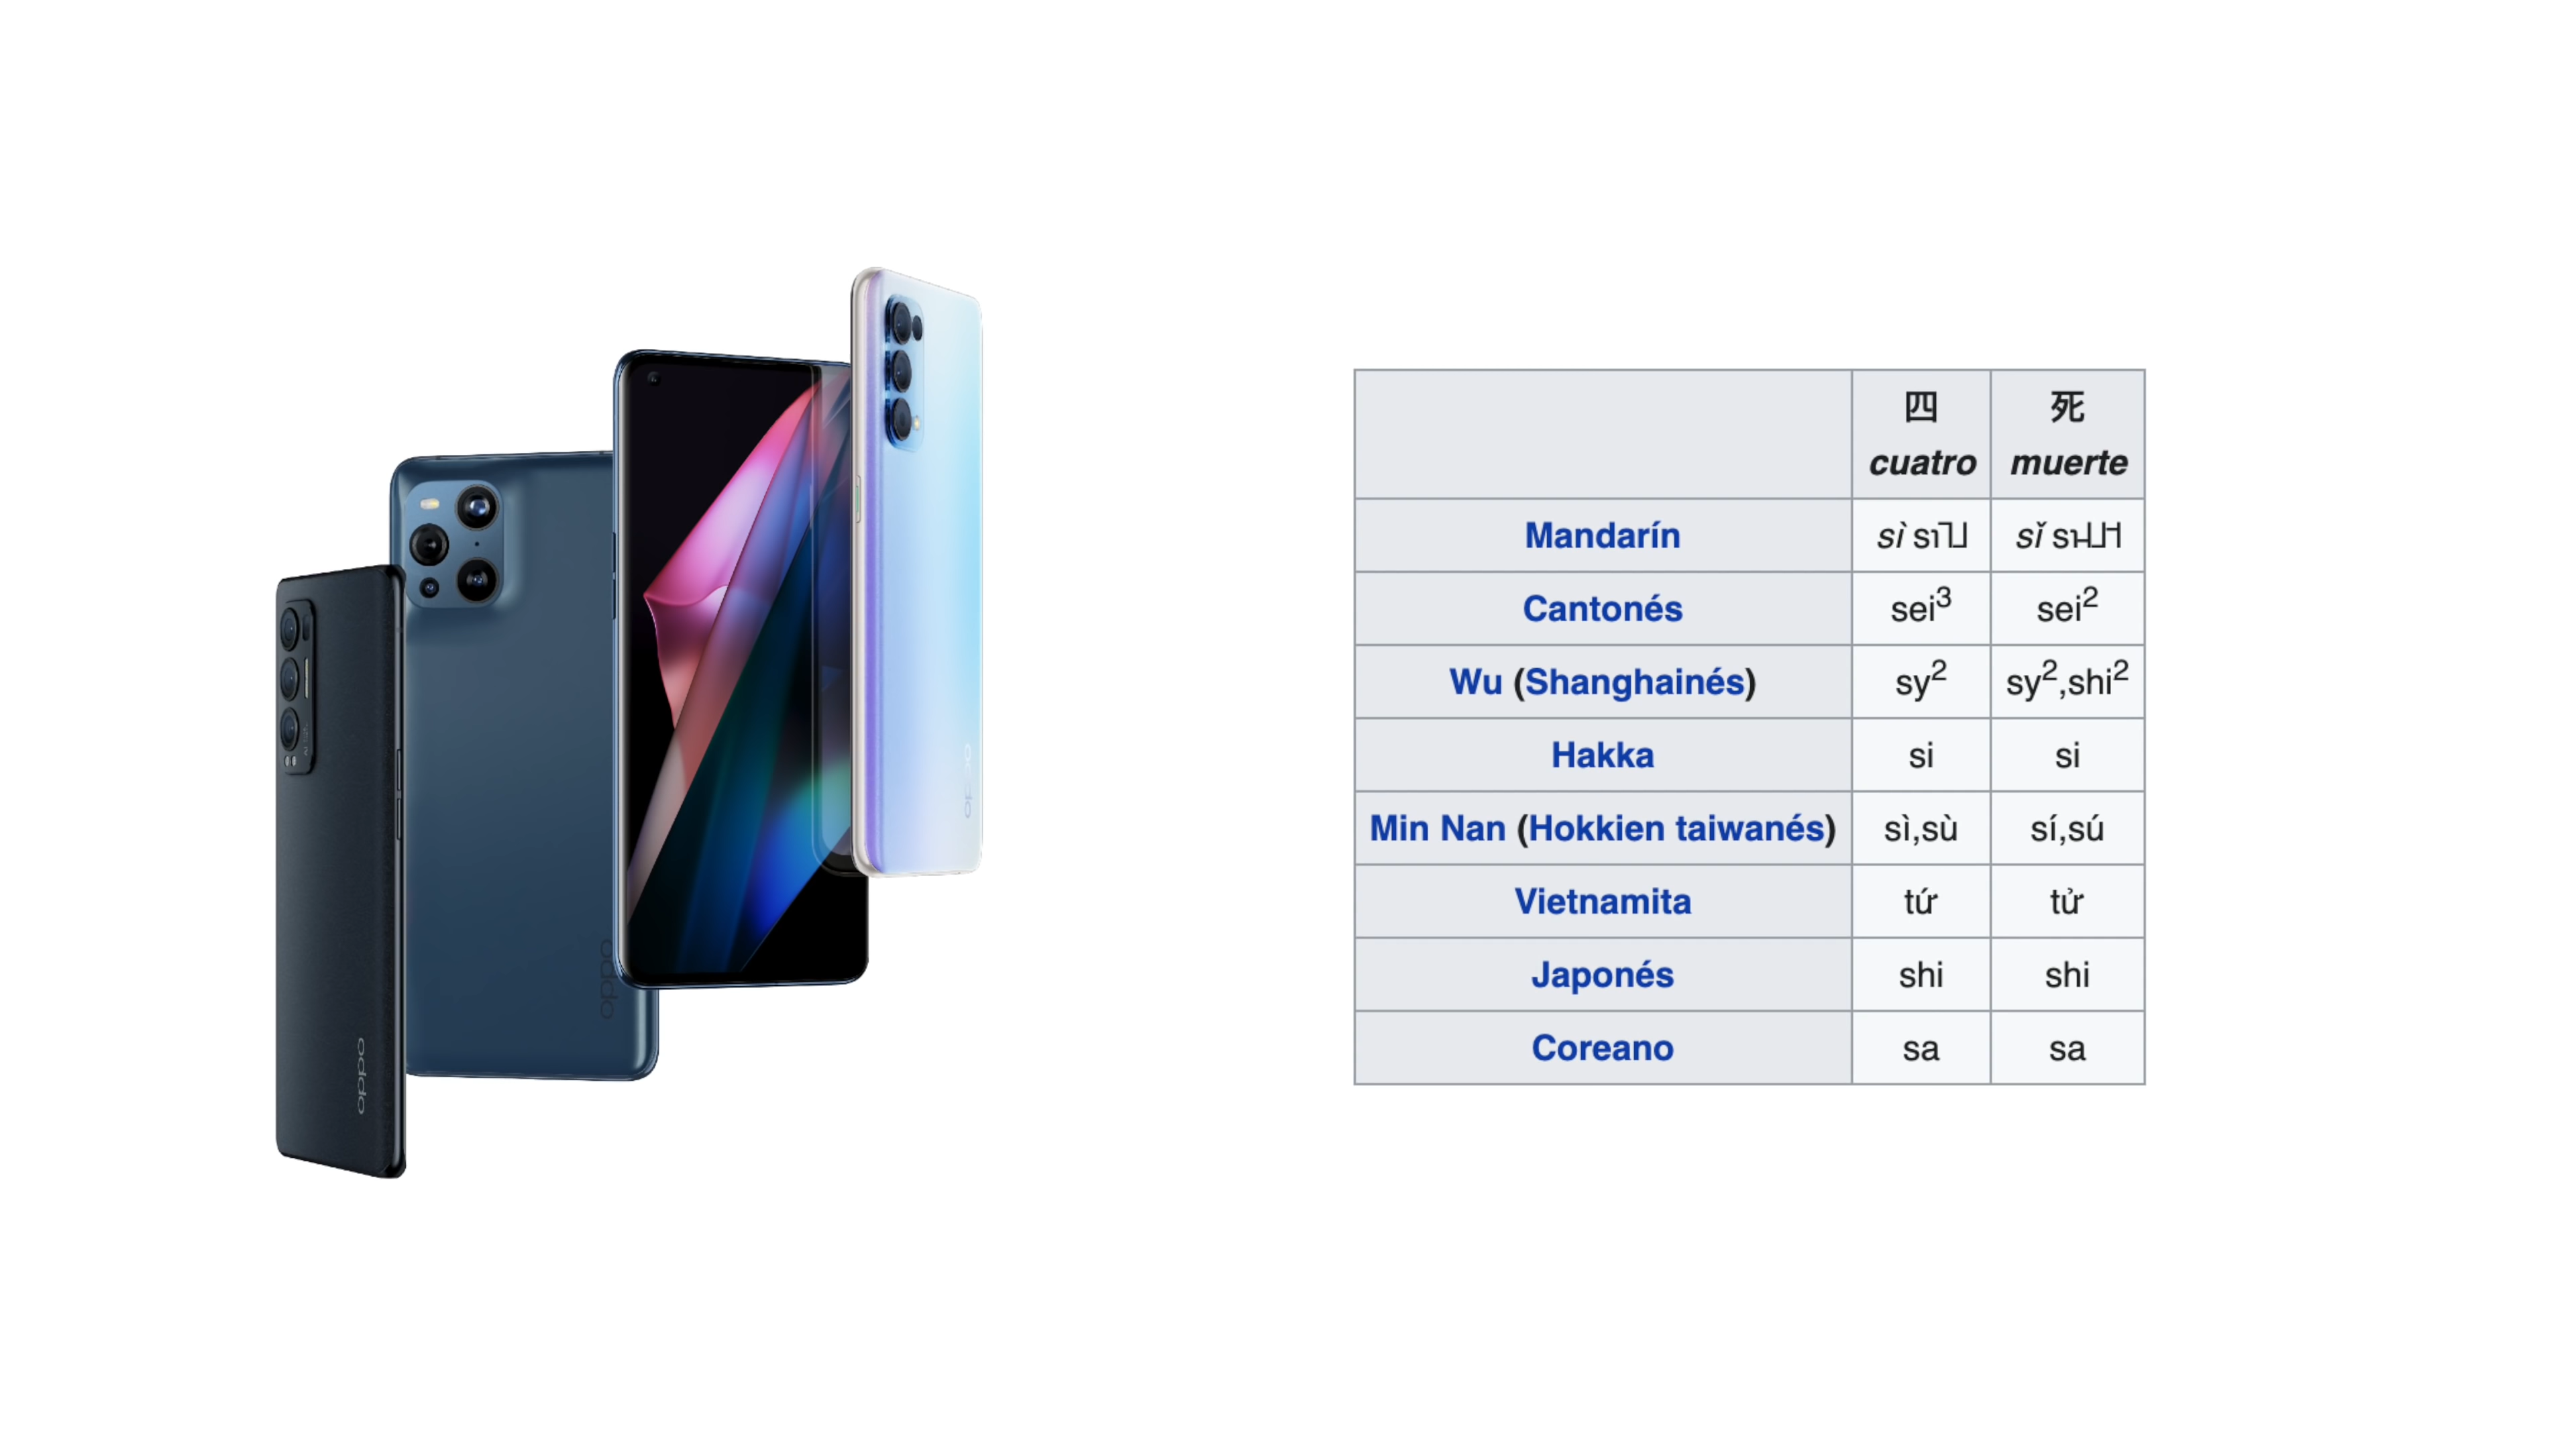 oppo
oppo
oppo
四 死
cuatro muerte
Mandarín sì sı˥˩ sǐ sı˨˩˦
Cantonés sei³ sei²
Wu (Shanghainés) sy² sy²,shi²
Hakka si si
Min Nan (Hokkien taiwanés) sì,sù sí,sú
Vietnamita tứ tử
Japonés shi shi
Coreano sa sa